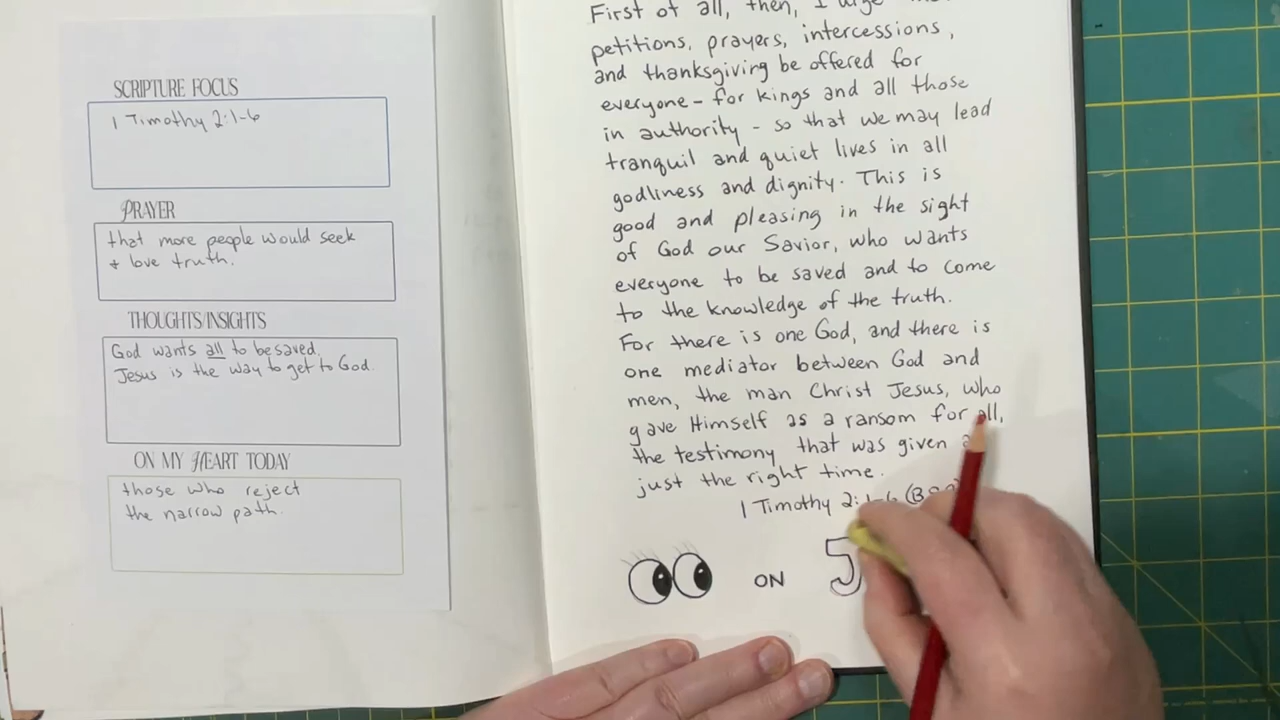 SCRIPTURE FOCUS
1 Timothy 2:1-6
PRAYER
that more people would seek
+ love truth.
THOUGHTS/INSIGHTS
God wants all to be saved.
Jesus is the way to get to God.
ON MY HEART TODAY
those who reject
the narrow path.
First of all, then, I urge
petitions, prayers, intercessions,
and thanksgiving be offered for
everyone - for kings and all those
in authority - so that we may lead
tranquil and quiet lives in all
godliness and dignity. This is
good and pleasing in the sight
of God our Savior, who wants
everyone to be saved and to come
to the knowledge of the truth.
For there is one God, and there is
one mediator between God and
men, the man Christ Jesus, who
gave Himself as a ransom for all,
the testimony that was given
just the right time.
1 Timothy 2:1-6
ON J